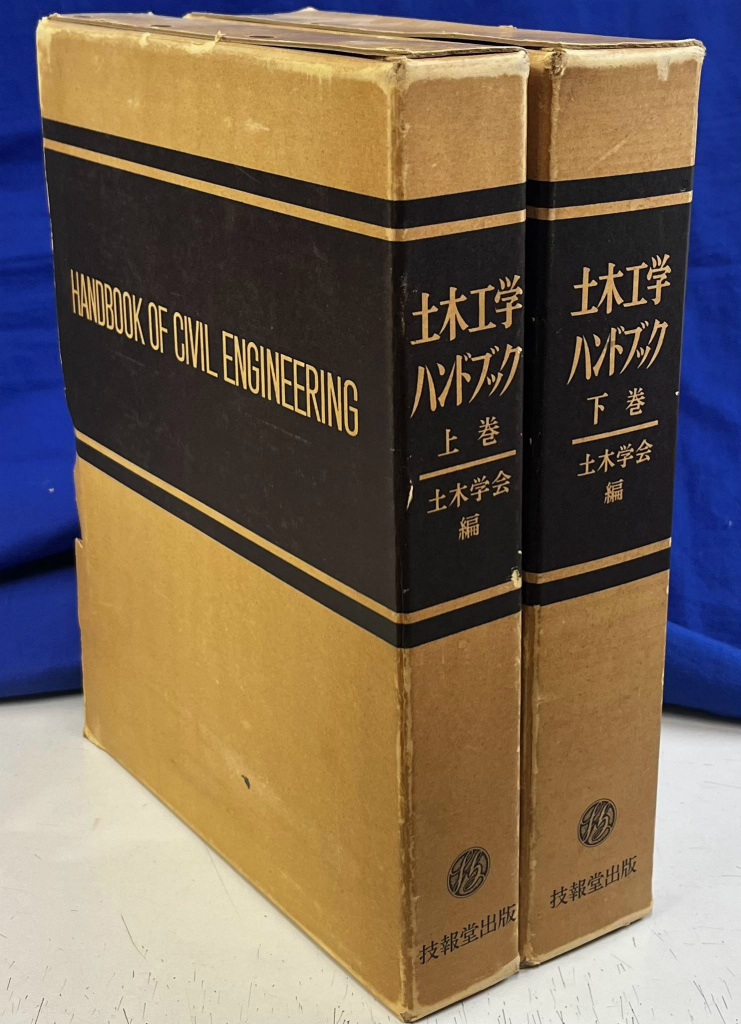 HANDBOOK OF CIVIL ENGINEERING
土木工学
ハンドブック
上巻
土木学会
編
技報堂出版
土木工学
ハンドブック
下巻
土木学会
編
技報堂出版